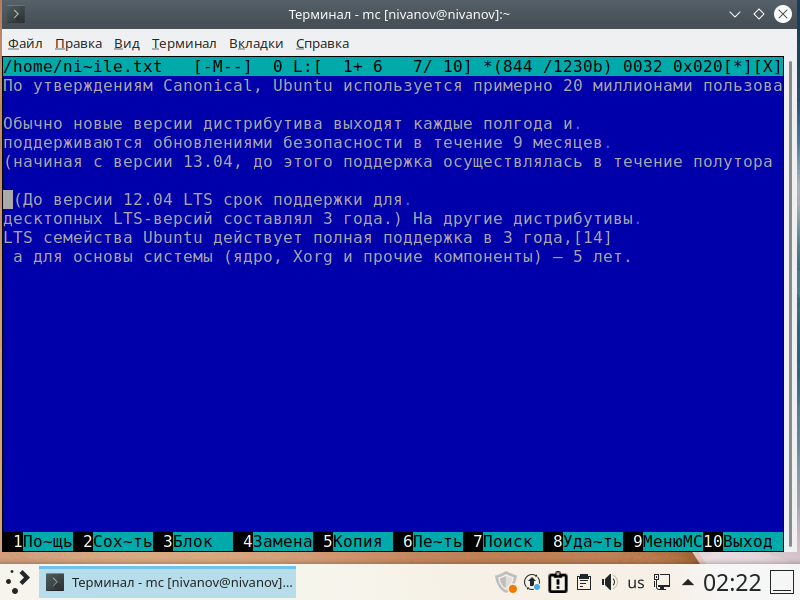 Терминал - mc [nivanov@nivanov]:~
Файл Правка Вид Терминал Вкладки Справка
/home/ni~ile.txt [-M--] 0 L:[ 1+ 6 7/ 10] *(844 /1230b) 0032 0x020[*][X]
По утверждениям Canonical, Ubuntu используется примерно 20 миллионами пользова
Обычно новые версии дистрибутива выходят каждые полгода и.
поддерживаются обновлениями безопасности в течение 9 месяцев.
(начиная с версии 13.04, до этого поддержка осуществлялась в течение полутора
(До версии 12.04 LTS срок поддержки для.
десктопных LTS-версий составлял 3 года.) На другие дистрибутивы.
LTS семейства Ubuntu действует полная поддержка в 3 года,[14]
а для основы системы (ядро, Xorg и прочие компоненты) — 5 лет.
1По~щь 2Сох~ть 3Блок 4Замена 5Копия 6Пе~ть 7Поиск 8Уда~ть 9МенюMC 10Выход
Терминал - mc [nivanov@nivanov]... us 02:22